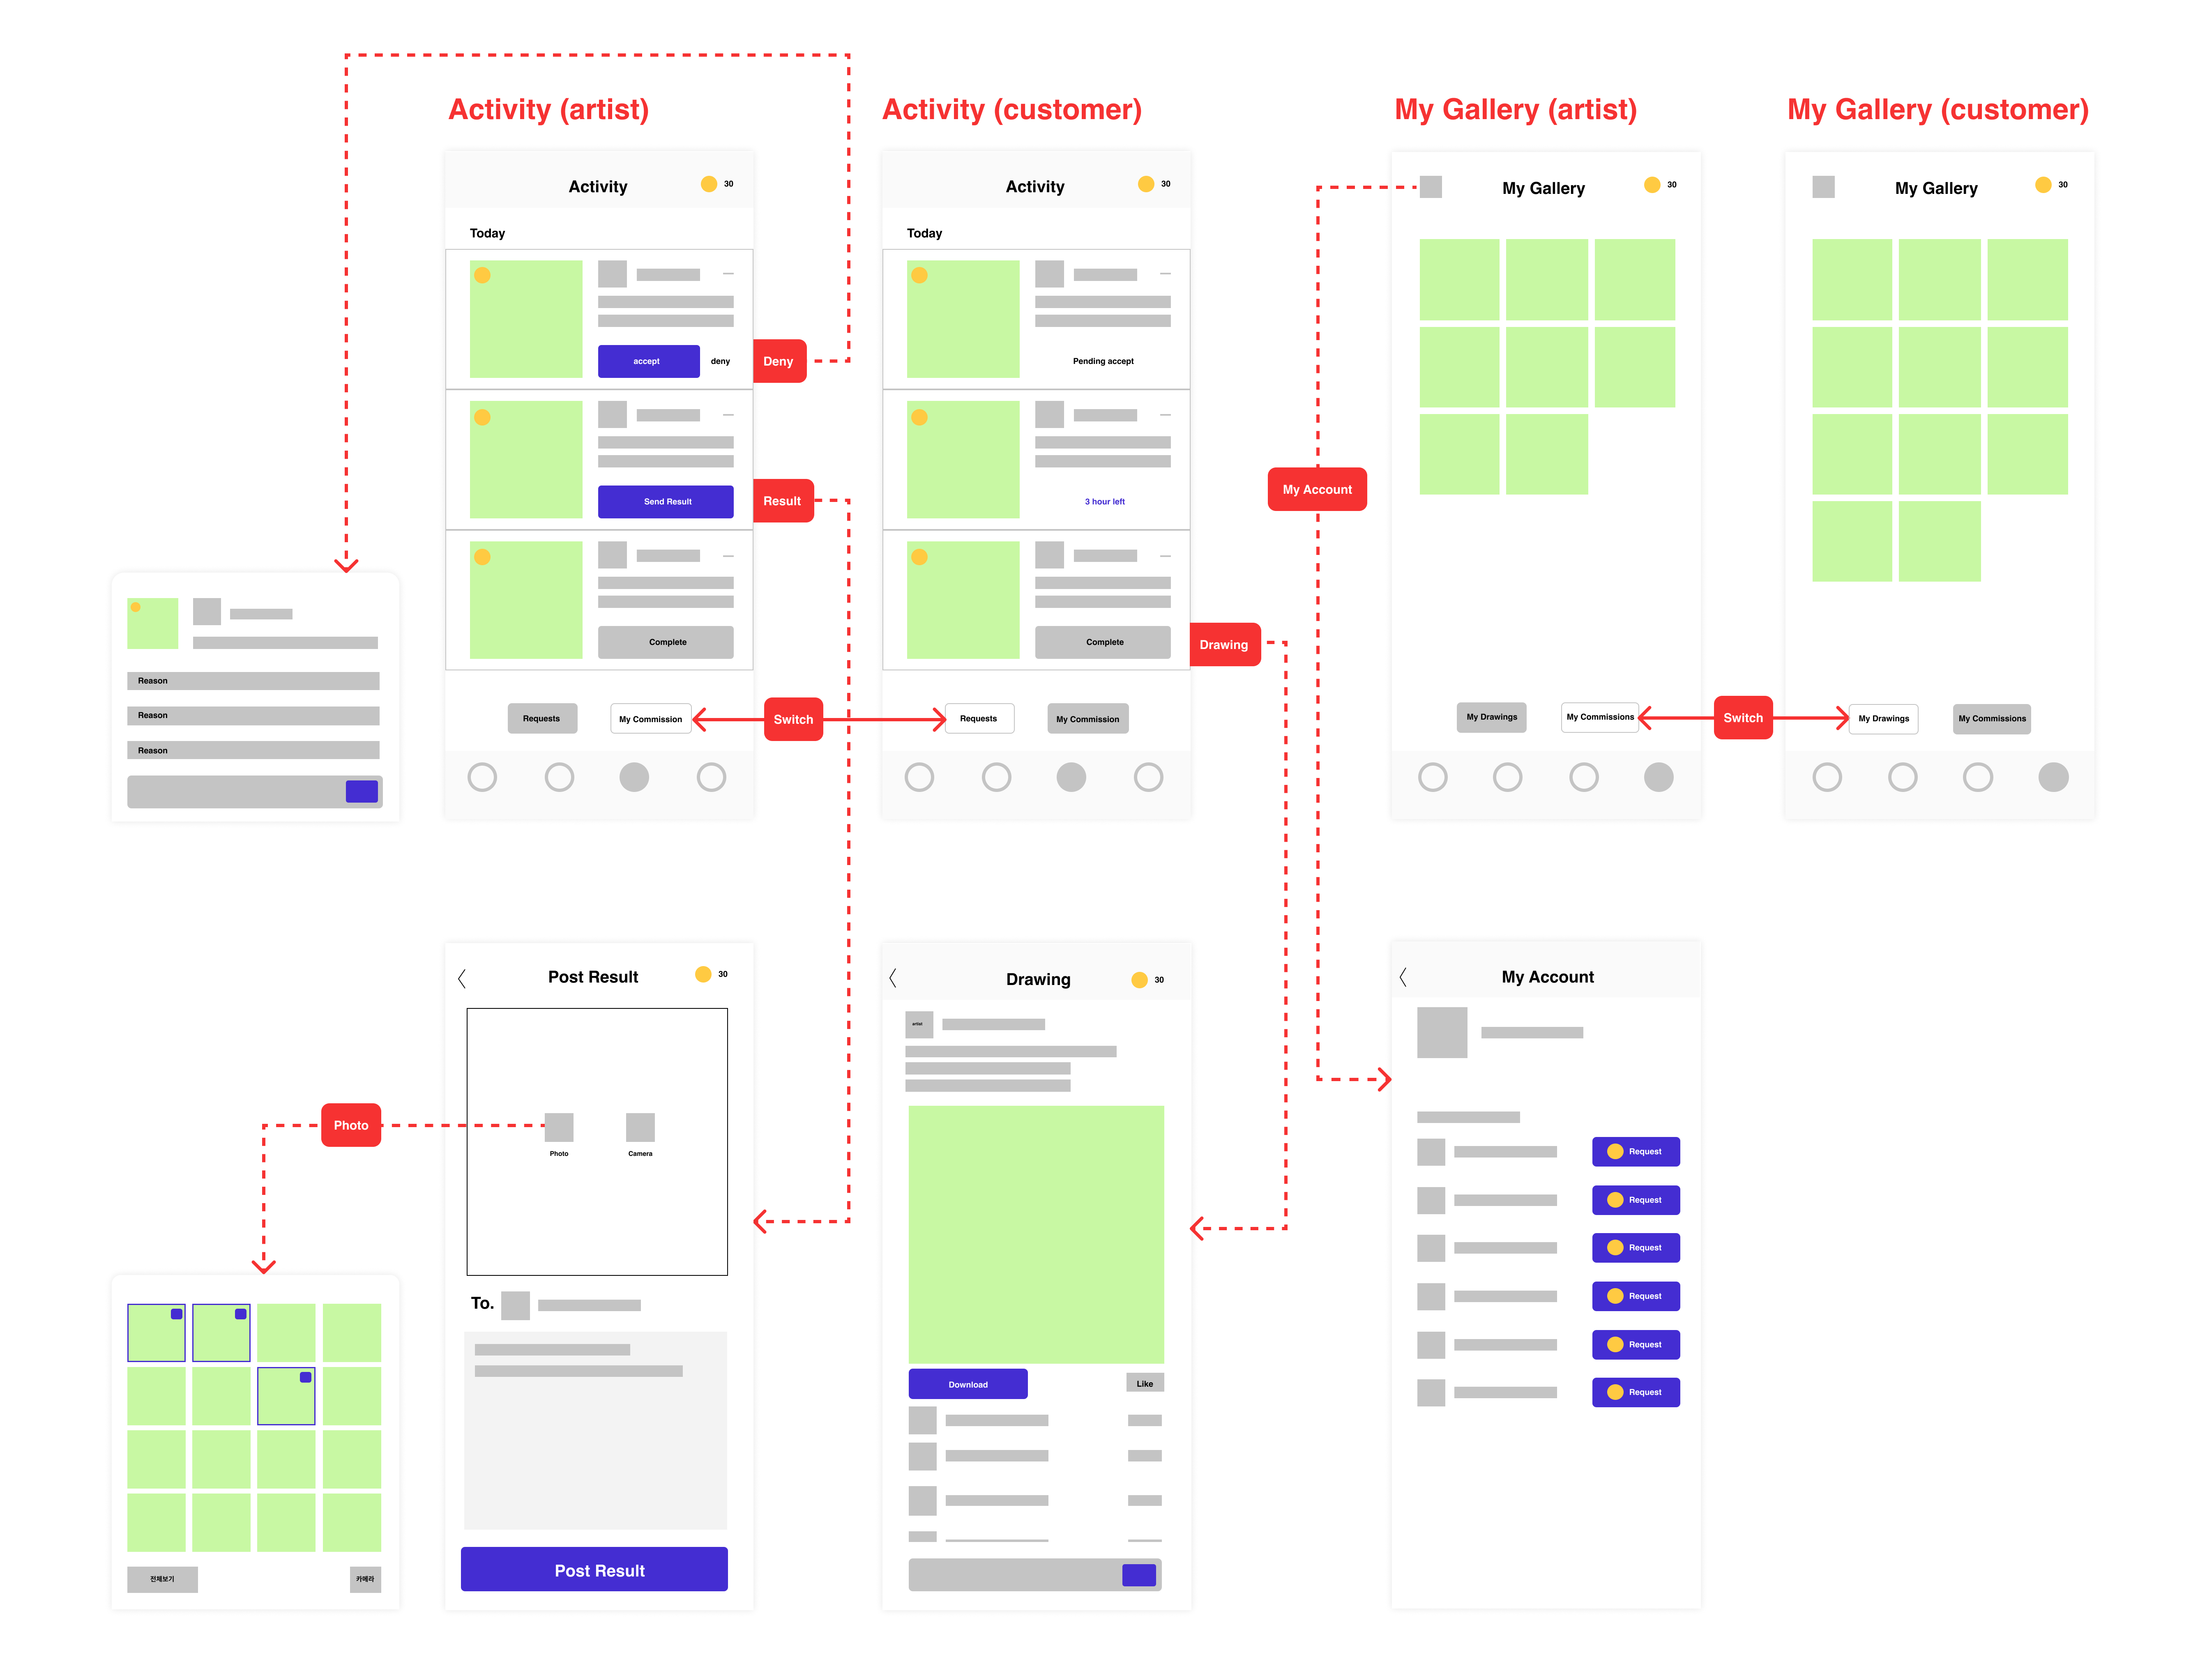 Activity (artist)
Activity (customer)
My Gallery (artist)
My Gallery (customer)
Activity
30
Today
accept
deny
Deny
Send Result
Result
Complete
Requests
My Commission
Switch
Activity
30
Today
Pending accept
3 hour left
Complete
Drawing
Requests
My Commission
My Account
My Gallery
30
My Drawings
My Commissions
Switch
My Gallery
30
My Drawings
My Commissions
Reason
Reason
Reason
Photo
전체보기
카메라
Post Result
30
Photo
Camera
To.
Post Result
Drawing
30
artist
Download
Like
My Account
Request
Request
Request
Request
Request
Request